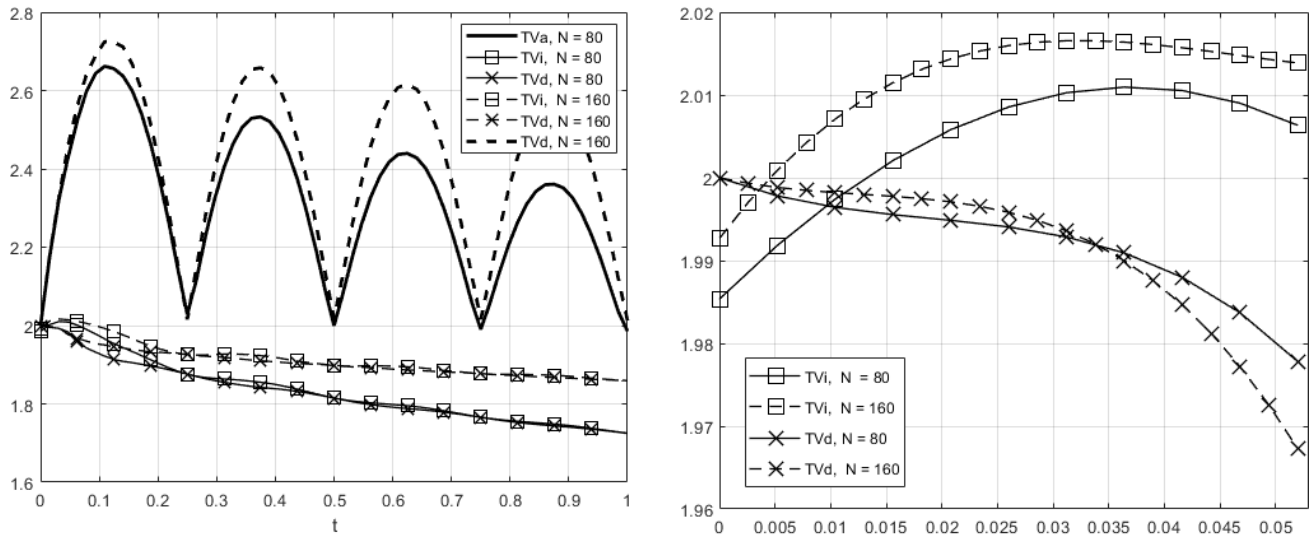 2.8
2.6
2.4
2.2
2
1.8
1.6
0 0.1 0.2 0.3 0.4 0.5 0.6 0.7 0.8 0.9 1
t
TVa, N = 80
TVi, N = 80
TVd, N = 80
TVi, N = 160
TVd, N = 160
TVd, N = 160
2.02
2.01
2
1.99
1.98
1.97
1.96
0 0.005 0.01 0.015 0.02 0.025 0.03 0.035 0.04 0.045 0.05
TVi, N = 80
TVi, N = 160
TVd, N = 80
TVd, N = 160